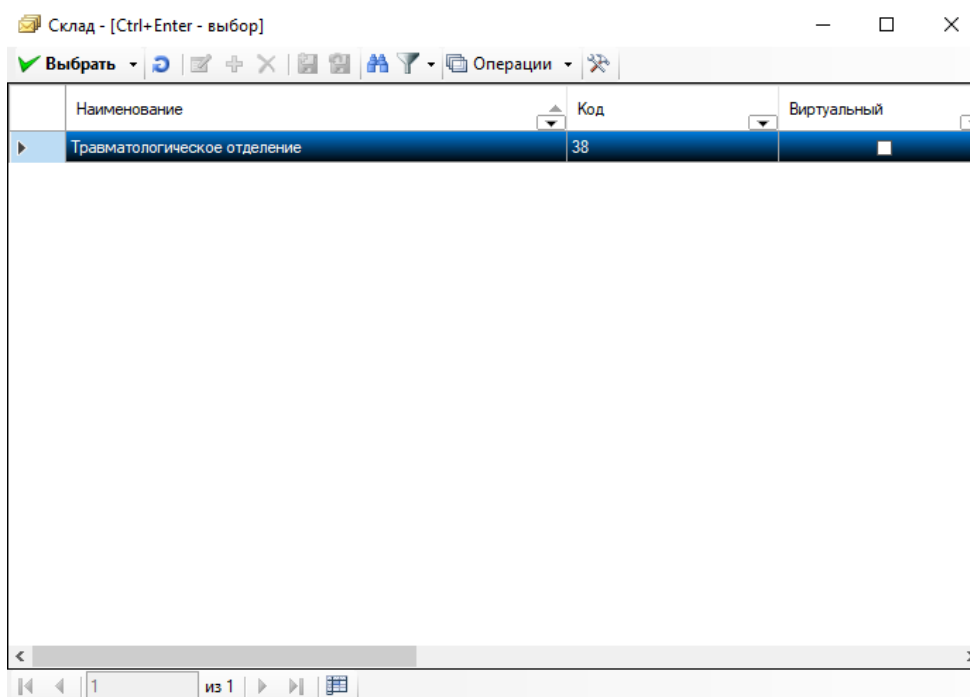 Склад - [Ctrl+Enter - выбор]
Выбрать Операции
Наименование Код Виртуальный
Травматологическое отделение 38
1 из 1